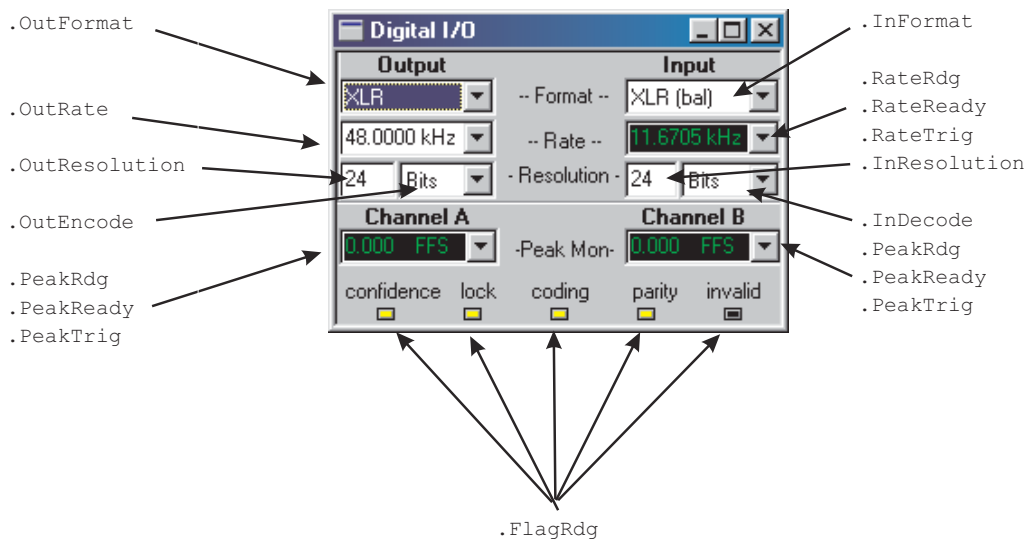 .OutFormat
.OutRate
.OutResolution
.OutEncode
.PeakRdg
.PeakReady
.PeakTrig
Digital I/O
Output Input
XLR -- Format -- XLR (bal)
48.0000 kHz -- Rate -- 11.6705 kHz
24 Bits - Resolution - 24 Bits
Channel A Channel B
0.000 FFS -Peak Mon- 0.000 FFS
confidence lock coding parity invalid
.InFormat
.RateRdg
.RateReady
.RateTrig
.InResolution
.InDecode
.PeakRdg
.PeakReady
.PeakTrig
.FlagRdg